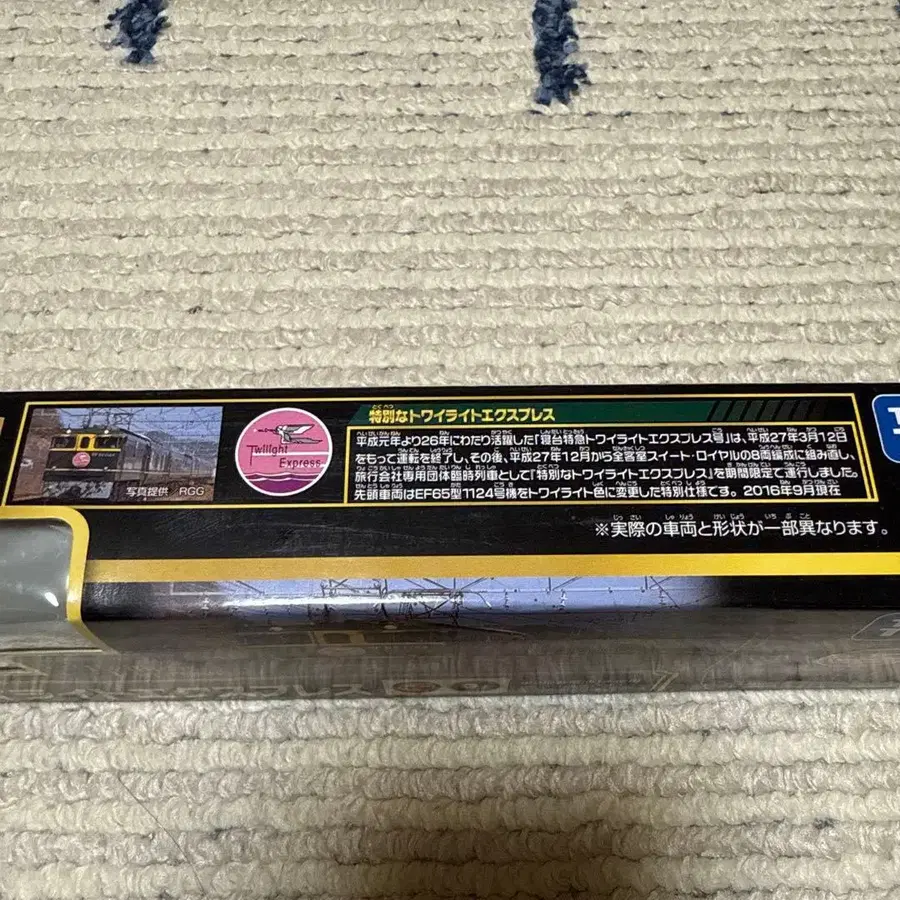 とくべつ
特別なトワイライトエクスプレス
平成元年より26年にわたり活躍した「寝台特急トワイライトエクスプレス号」は、平成27年3月12日
をもって運転を終了し、その後、平成27年12月から全客室スイート・ロイヤルの8両編成に組み直し、
旅行会社専用団体臨時列車として「特別なトワイライトエクスプレス」を期間限定で運行しました。
先頭車両はEF65型1124号機をトワイライト色に変更した特別仕様です。2016年9月現在
Twilight
Express
写真提供 RGG
※実際の車両と形状が一部異なります。